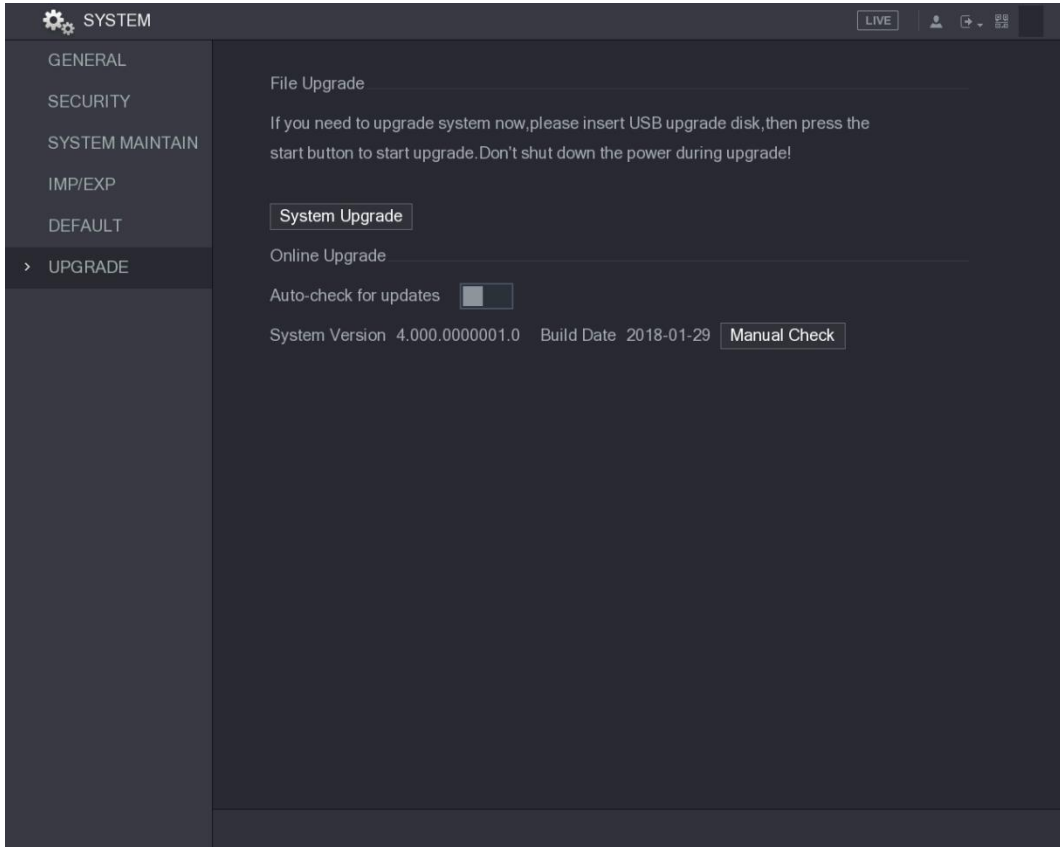 SYSTEM
LIVE
GENERAL
SECURITY
SYSTEM MAINTAIN
IMP/EXP
DEFAULT
> UPGRADE
File Upgrade
If you need to upgrade system now,please insert USB upgrade disk,then press the
start button to start upgrade.Don't shut down the power during upgrade!
System Upgrade
Online Upgrade
Auto-check for updates
System Version 4.000.0000001.0 Build Date 2018-01-29 Manual Check